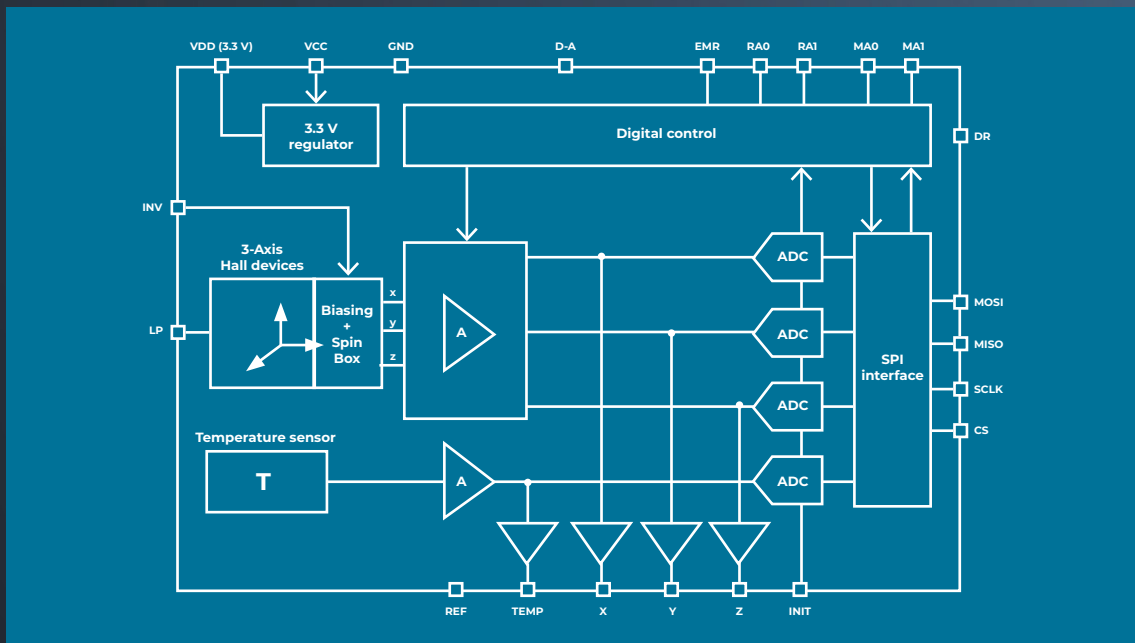 VDD (3.3 V)
VCC
GND
D-A
EMR
RA0
RA1
MA0
MA1
3.3 V
regulator
Digital control
DR
INV
3-Axis
Hall devices
LP
Biasing
+
Spin
Box
x
y
z
A
ADC
ADC
ADC
ADC
SPI
interface
MOSI
MISO
SCLK
CS
Temperature sensor
T
A
REF
TEMP
X
Y
Z
INIT